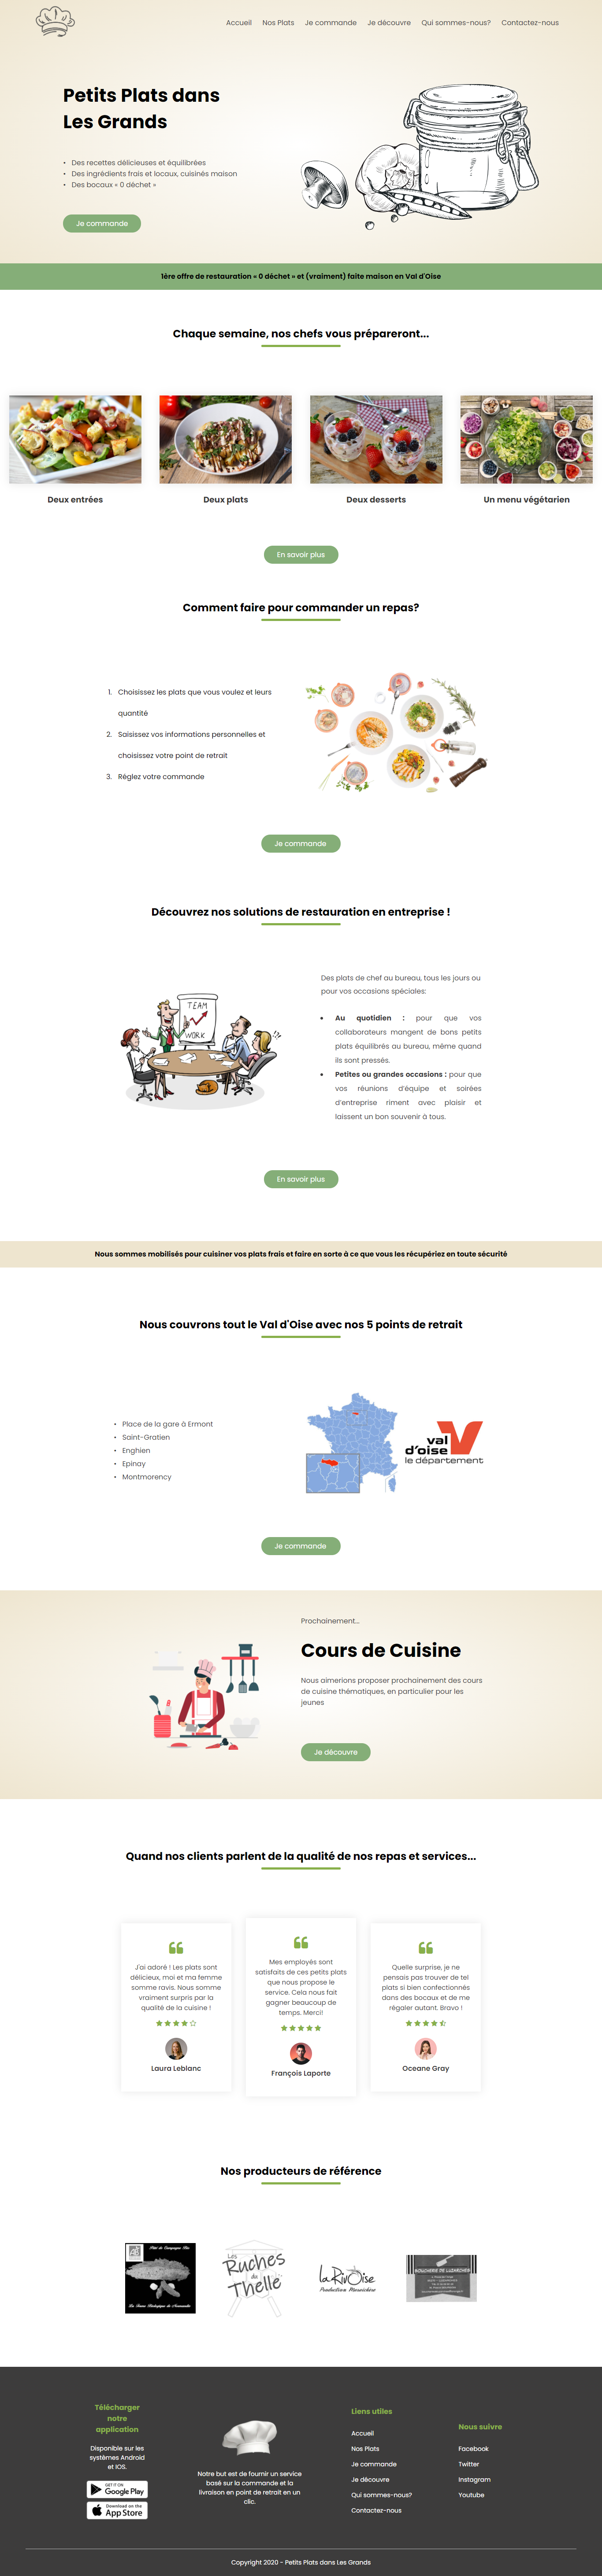 Accueil
Nos Plats
Je commande
Je découvre
Qui sommes-nous?
Contactez-nous
Petits Plats dans
Les Grands
• Des recettes délicieuses et équilibrées
• Des ingrédients frais et locaux, cuisinés maison
• Des bocaux « 0 déchet »
Je commande
1ère offre de restauration « 0 déchet » et (vraiment) faite maison en Val d'Oise
Chaque semaine, nos chefs vous prépareront...
Deux entrées
Deux plats
Deux desserts
Un menu végétarien
En savoir plus
Comment faire pour commander un repas?
1. Choisissez les plats que vous voulez et leurs
quantité
2. Saisissez vos informations personnelles et
choisissez votre point de retrait
3. Réglez votre commande
Je commande
Découvrez nos solutions de restauration en entreprise !
TEAM
WORK
Des plats de chef au bureau, tous les jours ou
pour vos occasions spéciales:
• Au quotidien : pour que vos
collaborateurs mangent de bons petits
plats équilibrés au bureau, même quand
ils sont pressés.
• Petites ou grandes occasions : pour que
vos réunions d'équipe et soirées
d'entreprise riment avec plaisir et
laissent un bon souvenir à tous.
En savoir plus
Nous sommes mobilisés pour cuisiner vos plats frais et faire en sorte à ce que vous les récupériez en toute sécurité
Nous couvrons tout le Val d'Oise avec nos 5 points de retrait
• Place de la gare à Ermont
• Saint-Gratien
• Enghien
• Epinay
• Montmorency
val
d'oise
le département
Je commande
Prochainement...
Cours de Cuisine
Nous aimerions proposer prochainement des cours
de cuisine thématiques, en particulier pour les
jeunes
Je découvre
Quand nos clients parlent de la qualité de nos repas et services...
J'ai adoré ! Les plats sont
délicieux, moi et ma femme
somme ravis. Nous somme
vraiment surpris par la
qualité de la cuisine !
Laura Leblanc
Mes employés sont
satisfaits de ces petits plats
que nous propose le
service. Cela nous fait
gagner beaucoup de
temps. Merci!
François Laporte
Quelle surprise, je ne
pensais pas trouver de tel
plats si bien confectionnés
dans des bocaux et de me
régaler autant. Bravo !
Oceane Gray
Nos producteurs de référence
Les
Ruches
du
Thelle
la RivOise
Production Maraîchère
BOUCHERIE DE LUZARCHES
Télécharger
notre
application
Disponible sur les
systèmes Android
et IOS.
GET IT ON
Google Play
Download on the
App Store
Notre but est de fournir un service
basé sur la commande et la
livraison en point de retrait en un
clic.
Liens utiles
Accueil
Nos Plats
Je commande
Je découvre
Qui sommes-nous?
Contactez-nous
Nous suivre
Facebook
Twitter
Instagram
Youtube
Copyright 2020 - Petits Plats dans Les Grands